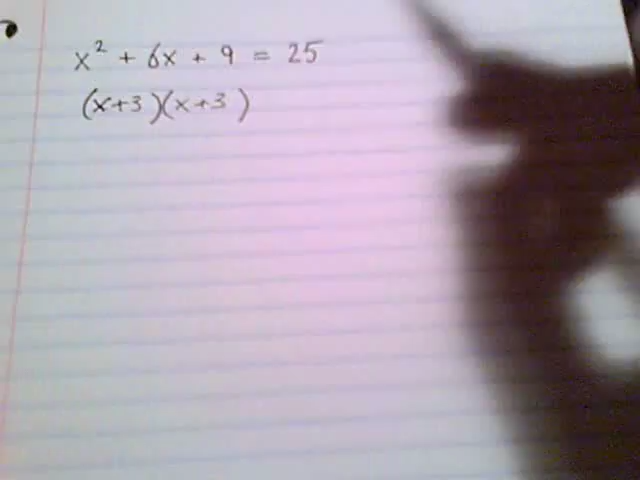 x² + 6x + 9 = 25
(x+3)(x+3)